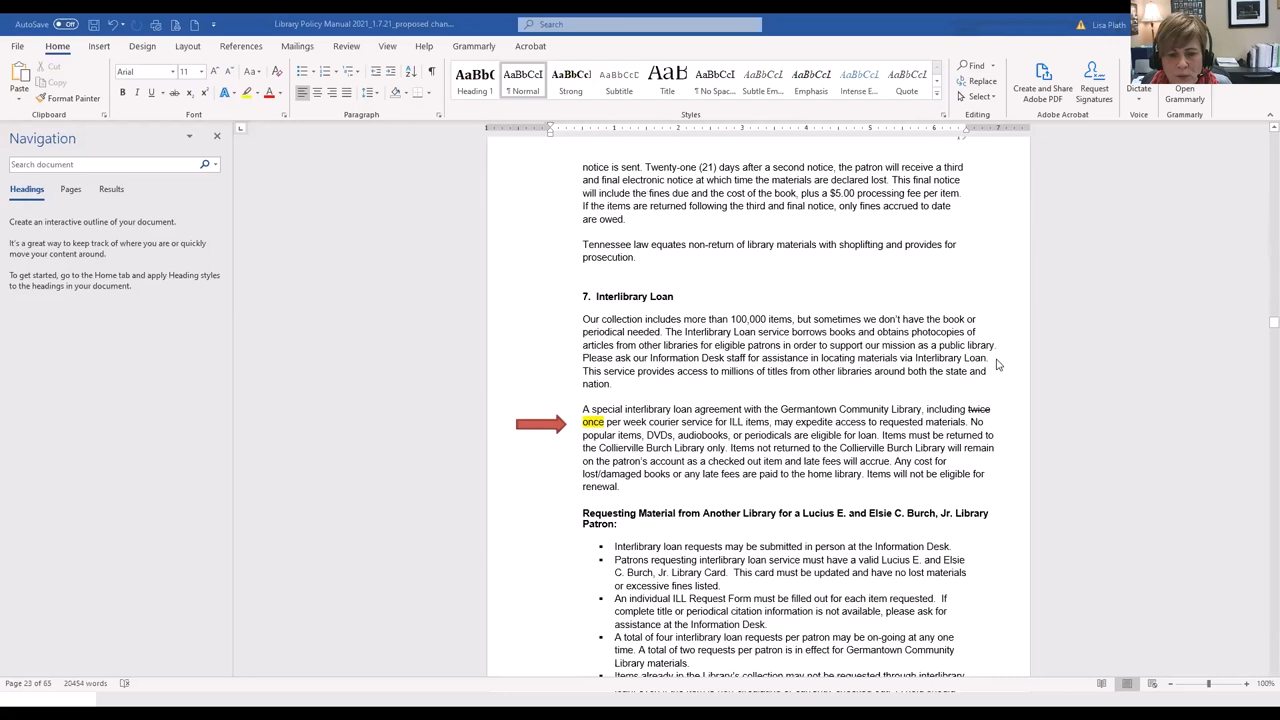 AutoSave Off
Library Policy Manual 2021_1.7.21_proposed chan...
Search
Lisa Plath
File Home Insert Design Layout References Mailings Review View Help Grammarly Acrobat
Paste
Cut
Copy
Format Painter
Clipboard
Arial 11
Font
Paragraph
AaBbC Heading 1
AaBbCcI ¶ Normal
AaBbCc Strong
AaBbCcD Subtitle
AaB Title
AaBbCcI ¶ No Spac...
AaBbCcD Subtle Em...
AaBbCcD Emphasis
AaBbCcD Intense E...
AaBbCcD Quote
Styles
Find
Replace
Select
Editing
Create and Share Adobe PDF
Request Signatures
Adobe Acrobat
Dictate
Voice
Open Grammarly
Grammarly
Navigation
Search document
Headings Pages Results
Create an interactive outline of your document.
It's a great way to keep track of where you are or quickly
move your content around.
To get started, go to the Home tab and apply Heading styles
to the headings in your document.
1 1 2 3 4 5 6 7
notice is sent. Twenty-one (21) days after a second notice, the patron will receive a third
and final electronic notice at which time the materials are declared lost. This final notice
will include the fines due and the cost of the book, plus a $5.00 processing fee per item.
If the items are returned following the third and final notice, only fines accrued to date
are owed.
Tennessee law equates non-return of library materials with shoplifting and provides for
prosecution.
7. Interlibrary Loan
Our collection includes more than 100,000 items, but sometimes we don't have the book or
periodical needed. The Interlibrary Loan service borrows books and obtains photocopies of
articles from other libraries for eligible patrons in order to support our mission as a public library.
Please ask our Information Desk staff for assistance in locating materials via Interlibrary Loan.
This service provides access to millions of titles from other libraries around both the state and
nation.
A special interlibrary loan agreement with the Germantown Community Library, including twice
once per week courier service for ILL items, may expedite access to requested materials. No
popular items, DVDs, audiobooks, or periodicals are eligible for loan. Items must be returned to
the Collierville Burch Library only. Items not returned to the Collierville Burch Library will remain
on the patron's account as a checked out item and late fees will accrue. Any cost for
lost/damaged books or any late fees are paid to the home library. Items will not be eligible for
renewal.
Requesting Material from Another Library for a Lucius E. and Elsie C. Burch, Jr. Library
Patron:
▪ Interlibrary loan requests may be submitted in person at the Information Desk.
▪ Patrons requesting interlibrary loan service must have a valid Lucius E. and Elsie
C. Burch, Jr. Library Card. This card must be updated and have no lost materials
or excessive fines listed.
▪ An individual ILL Request Form must be filled out for each item requested. If
complete title or periodical citation information is not available, please ask for
assistance at the Information Desk.
▪ A total of four interlibrary loan requests per patron may be on-going at any one
time. A total of two requests per patron is in effect for Germantown Community
Library materials.
▪ Items already in the Library's collection may not be requested through interlibrary
Page 23 of 65 20454 words
100%